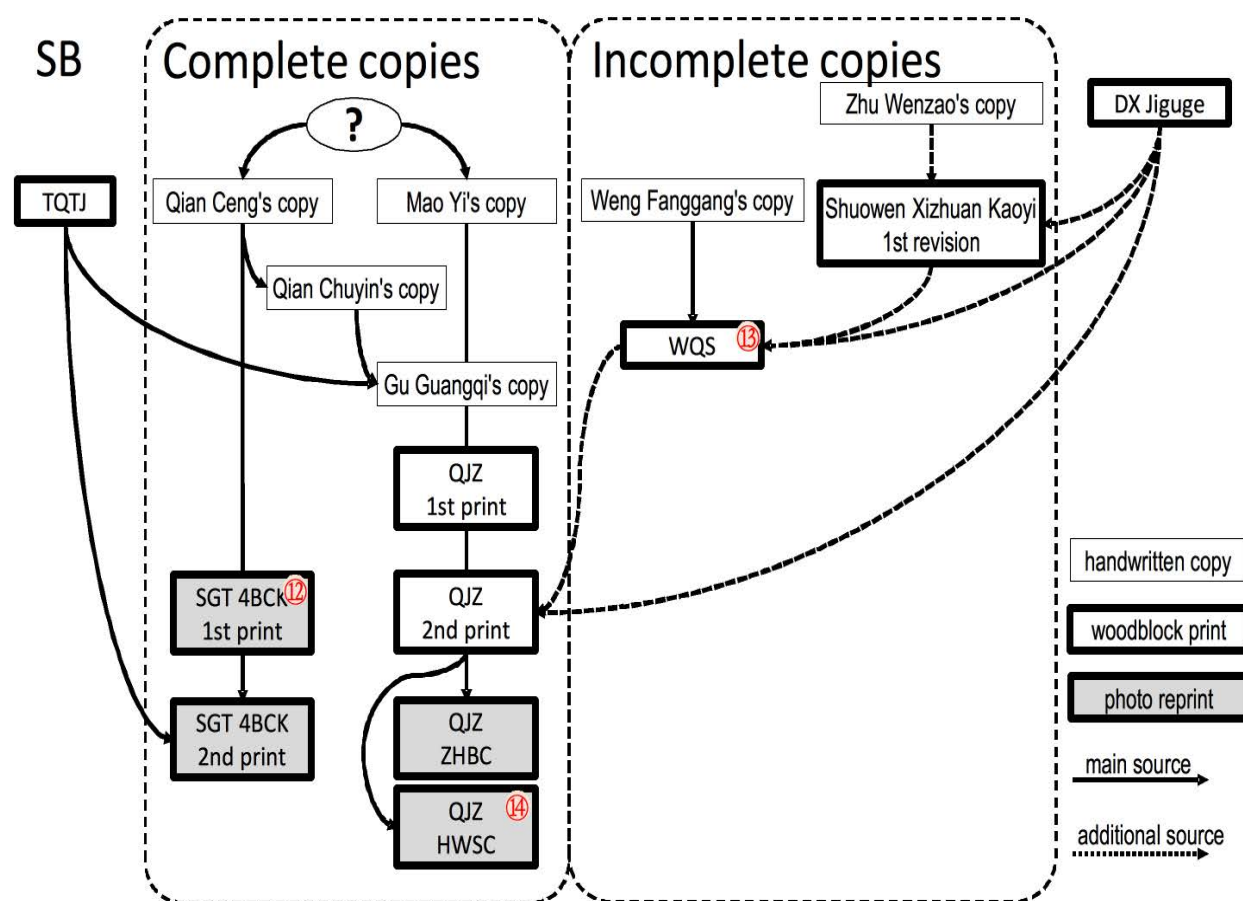 SB
Complete copies
Incomplete copies
?
Zhu Wenzao's copy
DX Jiguge
TQTJ
Qian Ceng's copy
Mao Yi's copy
Weng Fanggang's copy
Shuowen Xizhuan Kaoyi
1st revision
Qian Chuyin's copy
WQS ⑬
Gu Guangqi's copy
QJZ
1st print
SGT 4BCK ⑫
1st print
QJZ
2nd print
SGT 4BCK
2nd print
QJZ
ZHBC
QJZ ⑭
HWSC
handwritten copy
woodblock print
photo reprint
main source
additional source